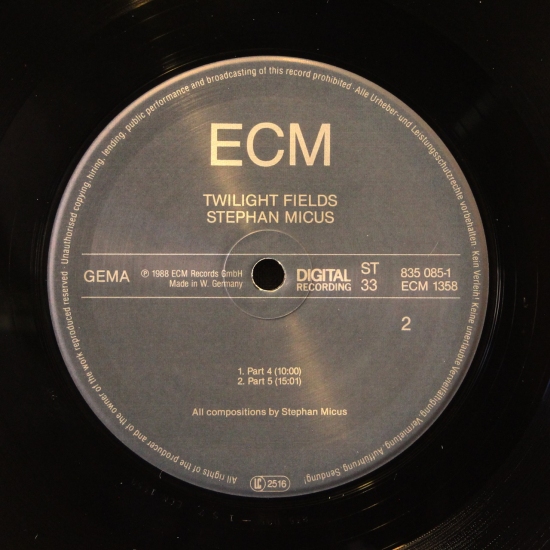 ECM
TWILIGHT FIELDS
STEPHAN MICUS
GEMA
℗ 1988 ECM Records GmbH
Made in W. Germany
DIGITAL
RECORDING
ST
33
835 085-1
ECM 1358
2
1. Part 4 (10:00)
2. Part 5 (15:01)
All compositions by Stephan Micus
LC 2516
All rights of the producer and of the owner of the work reproduced reserved · Unauthorised copying, hiring, lending, public performance and broadcasting of this record prohibited · Alle Urheber- und Leistungsschutzrechte vorbehalten. Kein Verleih! Keine unerlaubte Vervielfältigung, Vermietung, Aufführung, Sendung!